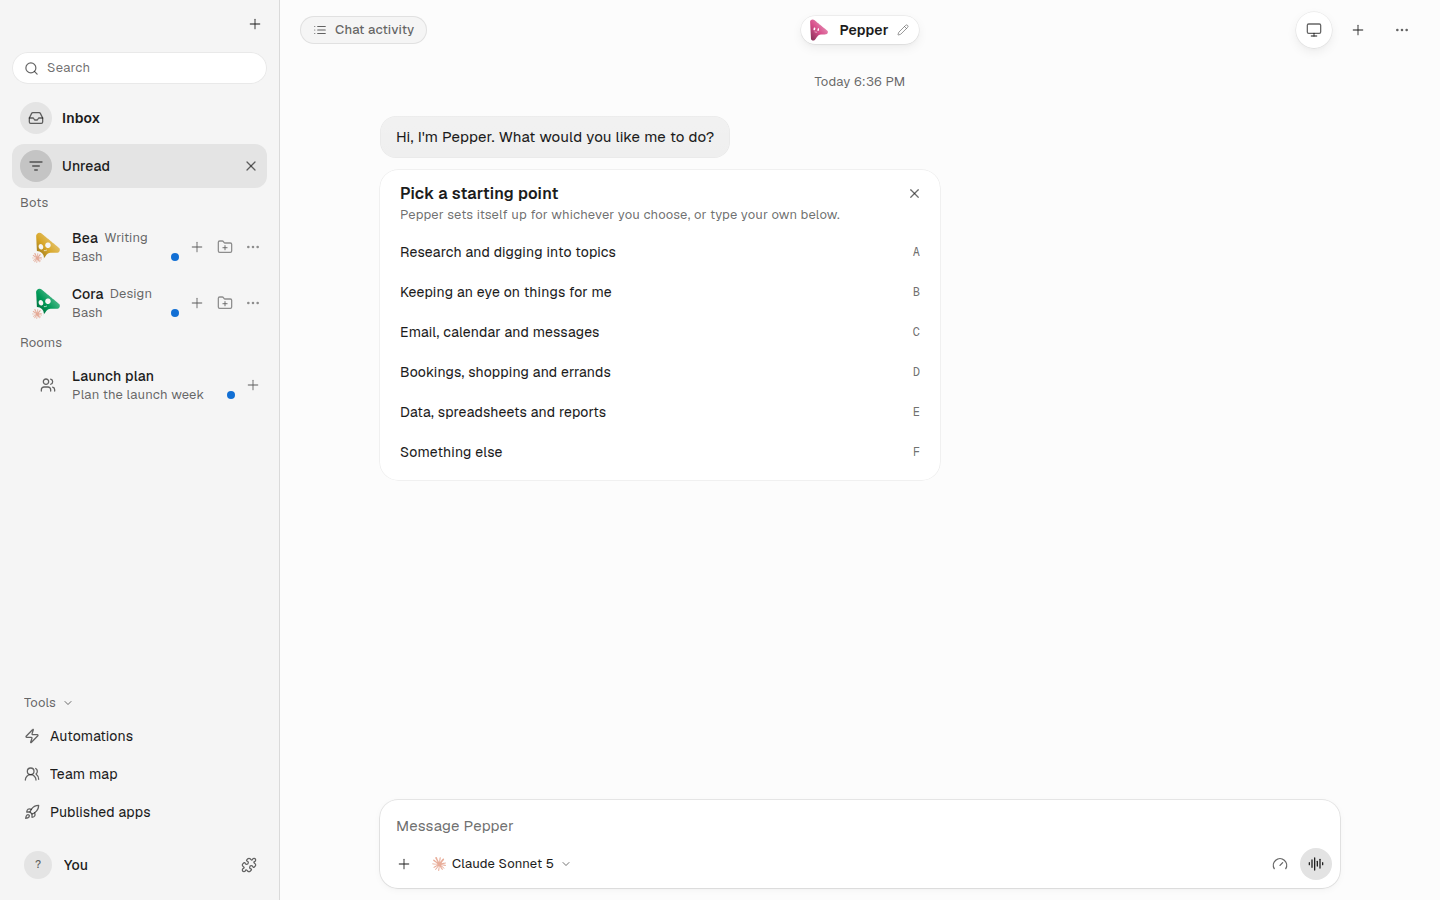 Search
Inbox
Unread
Bots
Bea Writing
Bash
Cora Design
Bash
Rooms
Launch plan
Plan the launch week
Tools
Automations
Team map
Published apps
? You
Chat activity
Pepper
Today 6:36 PM
Hi, I'm Pepper. What would you like me to do?
Pick a starting point
Pepper sets itself up for whichever you choose, or type your own below.
Research and digging into topics A
Keeping an eye on things for me B
Email, calendar and messages C
Bookings, shopping and errands D
Data, spreadsheets and reports E
Something else F
Message Pepper
Claude Sonnet 5